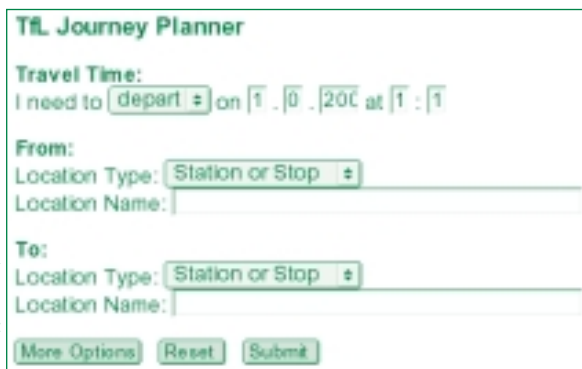 TfL Journey Planner
Travel Time:
I need to depart on 1 . 0 . 200 at 1 : 1
From:
Location Type: Station or Stop
Location Name:
To:
Location Type: Station or Stop
Location Name:
More Options Reset Submit